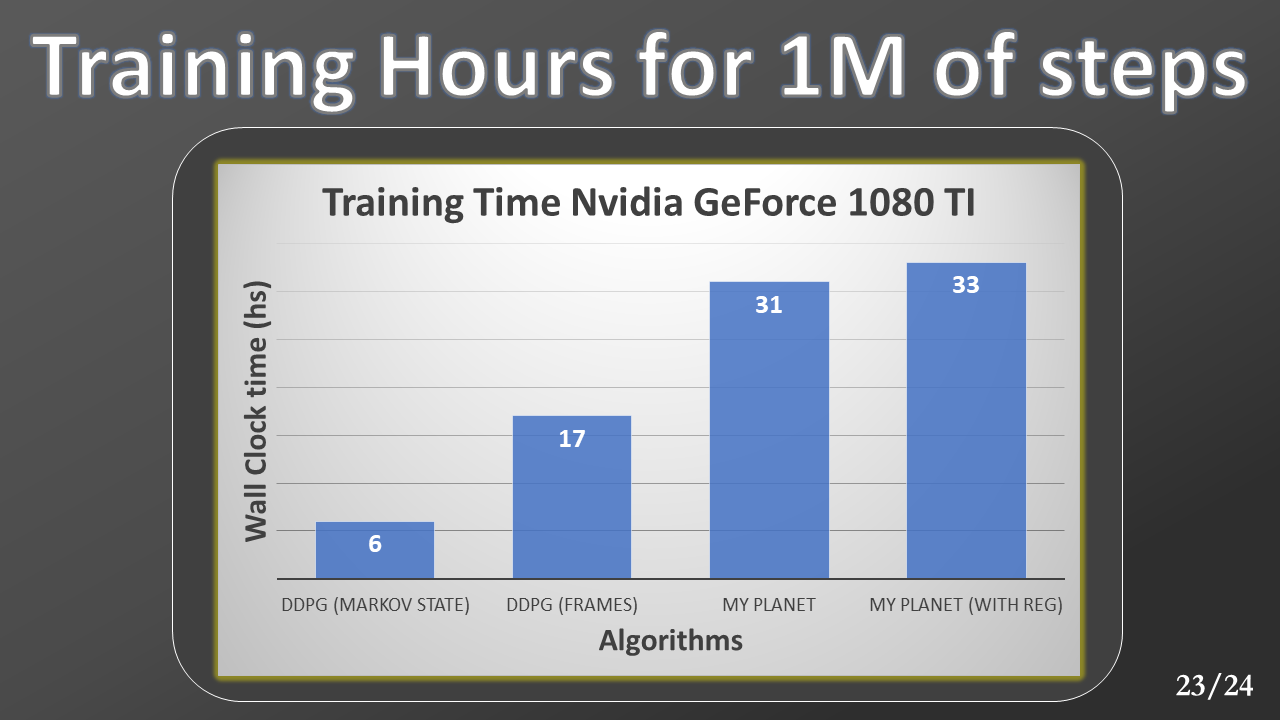 Training Hours for 1M of steps
Training Time Nvidia GeForce 1080 TI
Wall Clock time (hs)
6
17
31
33
DDPG (MARKOV STATE)
DDPG (FRAMES)
MY PLANET
MY PLANET (WITH REG)
Algorithms
23/24